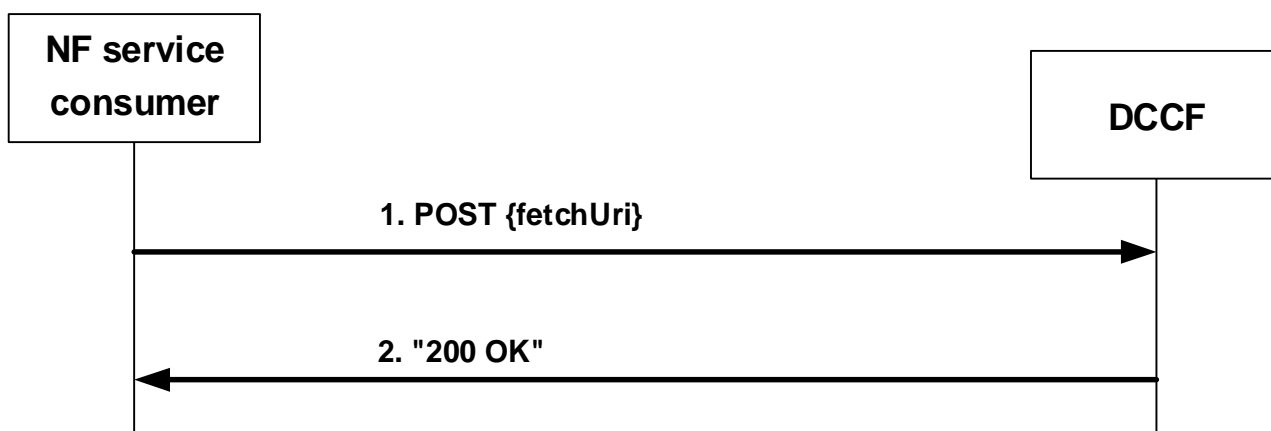 NF service
consumer
DCCF
1. POST {fetchUri}
2. "200 OK"